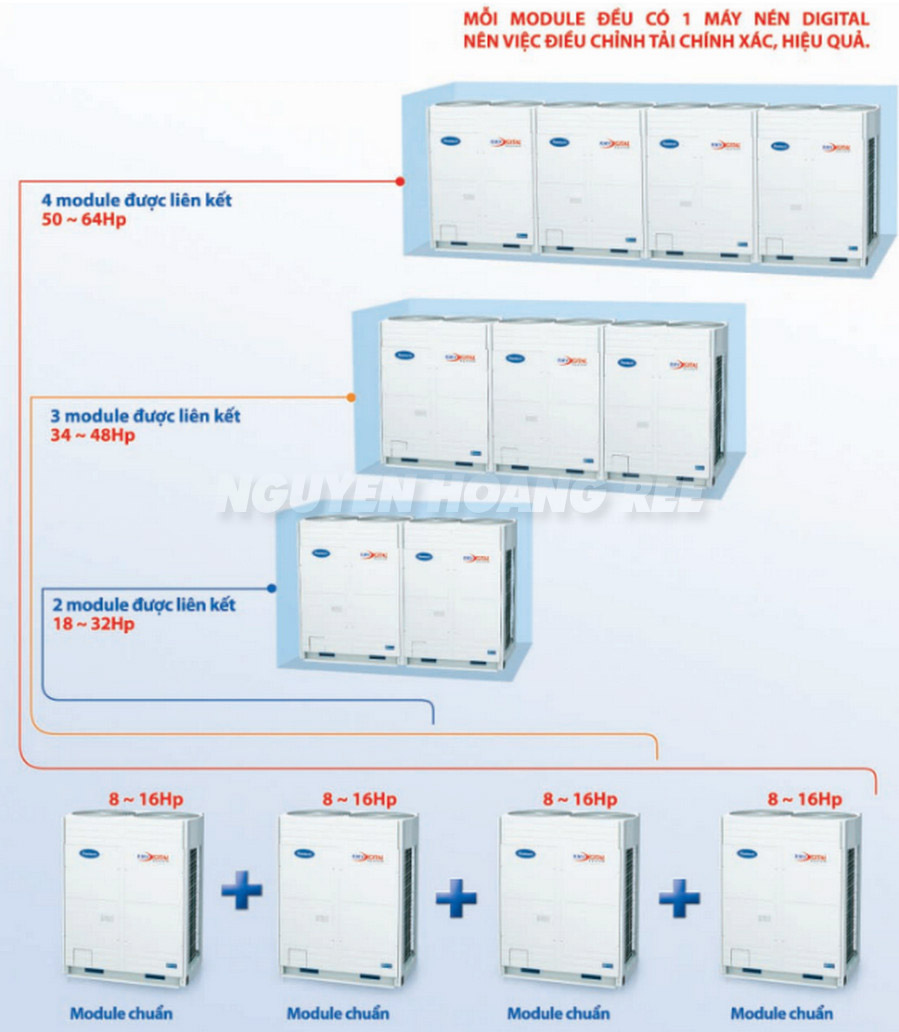 MỖI MODULE ĐỀU CÓ 1 MÁY NÉN DIGITAL
NÊN VIỆC ĐIỀU CHỈNH TẢI CHÍNH XÁC, HIỆU QUẢ.
4 module được liên kết
50 ~ 64Hp
3 module được liên kết
34 ~ 48Hp
NGUYEN HOANG REE
2 module được liên kết
18 ~ 32Hp
8 ~ 16Hp 8 ~ 16Hp 8 ~ 16Hp 8 ~ 16Hp
Module chuẩn Module chuẩn Module chuẩn Module chuẩn